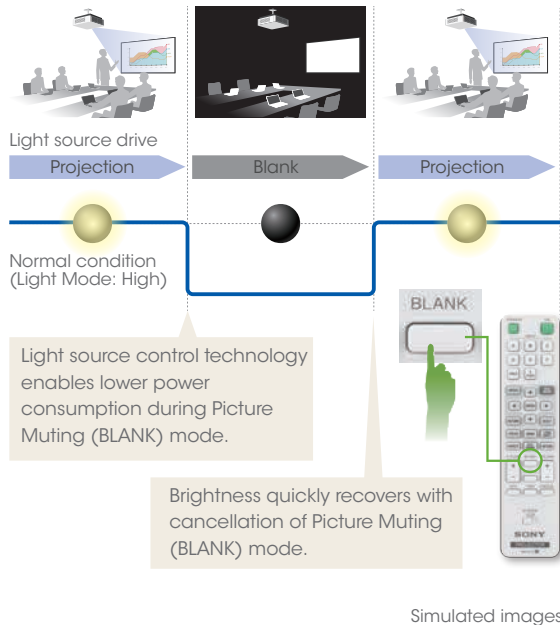 Light source drive
Projection
Blank
Projection
Normal condition
(Light Mode: High)
BLANK
Light source control technology
enables lower power
consumption during Picture
Muting (BLANK) mode.
Brightness quickly recovers with
cancellation of Picture Muting
(BLANK) mode.
SONY
PROJECTOR
Simulated images